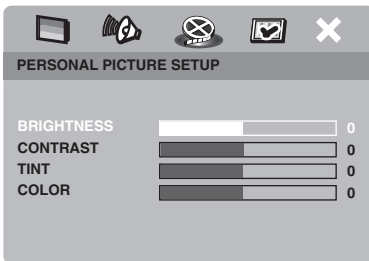 PERSONAL PICTURE SETUP
BRIGHTNESS 0
CONTRAST 0
TINT 0
COLOR 0